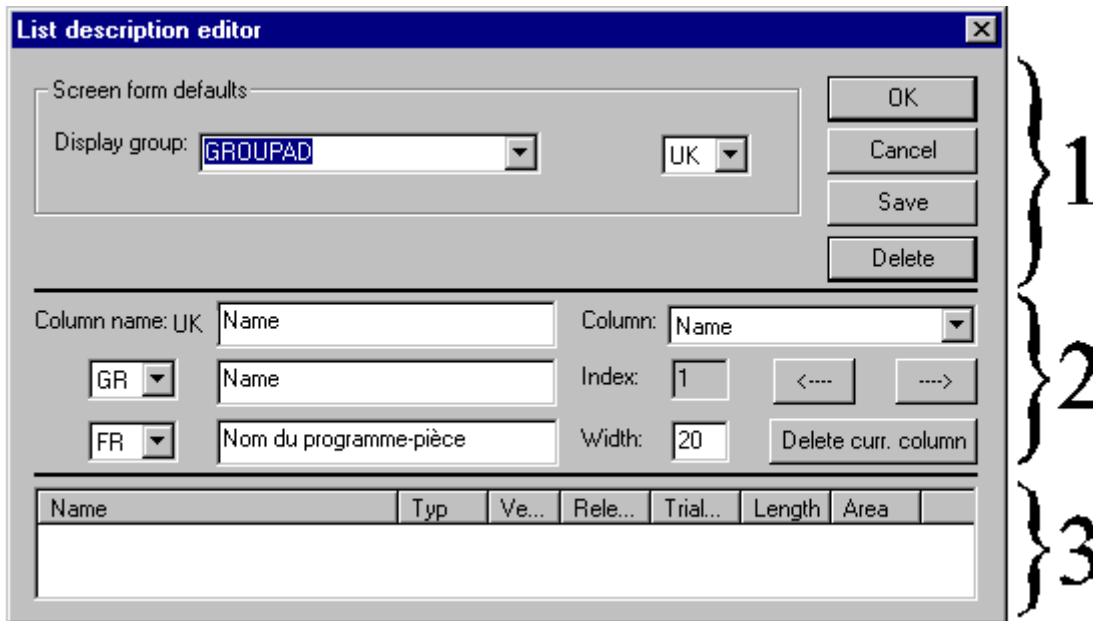 List description editor
Screen form defaults
OK
Display group: GROUPAD UK
Cancel
Save
Delete
1
Column name: UK Name Column: Name
GR Name Index: 1 <---- ---->
FR Nom du programme-pièce Width: 20 Delete curr. column
2
Name Typ Ve... Rele... Trial... Length Area
3